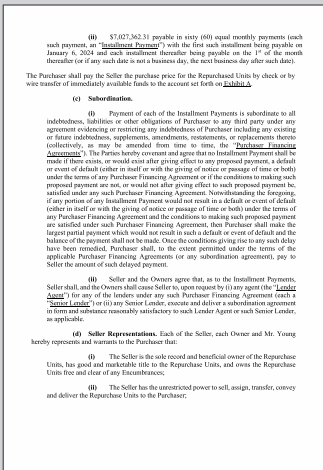 (ii) $7,027,362.31 payable in sixty (60) equal monthly payments (each
such payment, an "Installment Payment") with the first such installment being payable on
January 6, 2024 and each installment thereafter being payable on the 1st of the month
thereafter (or if any such date is not a business day, the next business day after such date).
The Purchaser shall pay the Seller the purchase price for the Repurchased Units by check or by
wire transfer of immediately available funds to the account set forth on Exhibit A.
(c) Subordination.
(i) Payment of each of the Installment Payments is subordinate to all
indebtedness, liabilities or other obligations of Purchaser to any third party under any
agreement evidencing or restricting any indebtedness of Purchaser including any existing
or future indebtedness, supplements, amendments, restatements, or replacements thereto
(collectively, as may be amended from time to time, the "Purchaser Financing
Agreements"). The Parties hereby covenant and agree that no Installment Payment shall be
made if there exists, or would exist after giving effect to any proposed payment, a default
or event of default (either in itself or with the giving of notice or passage of time or both)
under the terms of any Purchaser Financing Agreement or if the conditions to making such
proposed payment are not, or would not after giving effect to such proposed payment be,
satisfied under such Purchaser Financing Agreement. Notwithstanding the foregoing,
if any portion of any Installment Payment would not result in a default or event of default
(either in itself or with the giving of notice or passage of time or both) under the terms of
any Purchaser Financing Agreement and the conditions to making such proposed payment
are satisfied under such Purchaser Financing Agreement, then Purchaser shall make the
largest partial payment which would not result in such a default or event of default and the
balance of the payment shall not be made. Once the conditions giving rise to any such delay
have been remedied, Purchaser shall, to the extent permitted under the terms of the
applicable Purchaser Financing Agreements (or any subordination agreement), pay to
Seller the amount of such delayed payment.
(ii) Seller and the Owners agree that, as to the Installment Payments,
Seller shall, and the Owners shall cause Seller to, upon request by (i) any agent (the "Lender
Agent") for any of the lenders under any such Purchaser Financing Agreement (each a
"Senior Lender") or (ii) any Senior Lender, execute and deliver a subordination agreement
in form and substance reasonably satisfactory to such Lender Agent or such Senior Lender,
as applicable.
(d) Seller Representations. Each of the Seller, each Owner and Mr. Young
hereby represents and warrants to the Purchaser that:
(i) The Seller is the sole record and beneficial owner of the Repurchase
Units, has good and marketable title to the Repurchase Units, and owns the Repurchase
Units free and clear of any Encumbrances;
(ii) The Seller has the unrestricted power to sell, assign, transfer, convey
and deliver the Repurchase Units to the Purchaser;